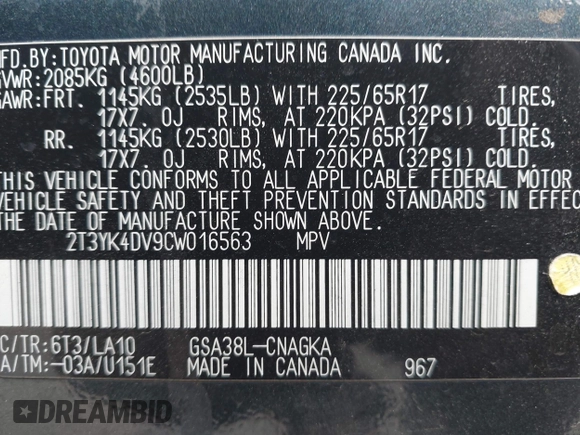 MFD.BY:TOYOTA MOTOR MANUFACTURING CANADA INC.
GVWR:2085KG (4600LB)
GAWR:FRT. 1145KG (2535LB) WITH 225/65R17 TIRES,
17X7.0J RIMS, AT 220KPA (32PSI) COLD.
RR. 1145KG (2530LB) WITH 225/65R17 TIRES,
17X7.0J RIMS, AT 220KPA (32PSI) COLD.
THIS VEHICLE CONFORMS TO ALL APPLICABLE FEDERAL MOTOR
VEHICLE SAFETY AND THEFT PREVENTION STANDARDS IN EFFEC
THE DATE OF MANUFACTURE SHOWN ABOVE.
2T3YK4DV9CW016563 MPV
C/TR:6T3/LA10 GSA38L-CNAGKA
A/TM:-03A/U151E MADE IN CANADA 967
DREAMBID